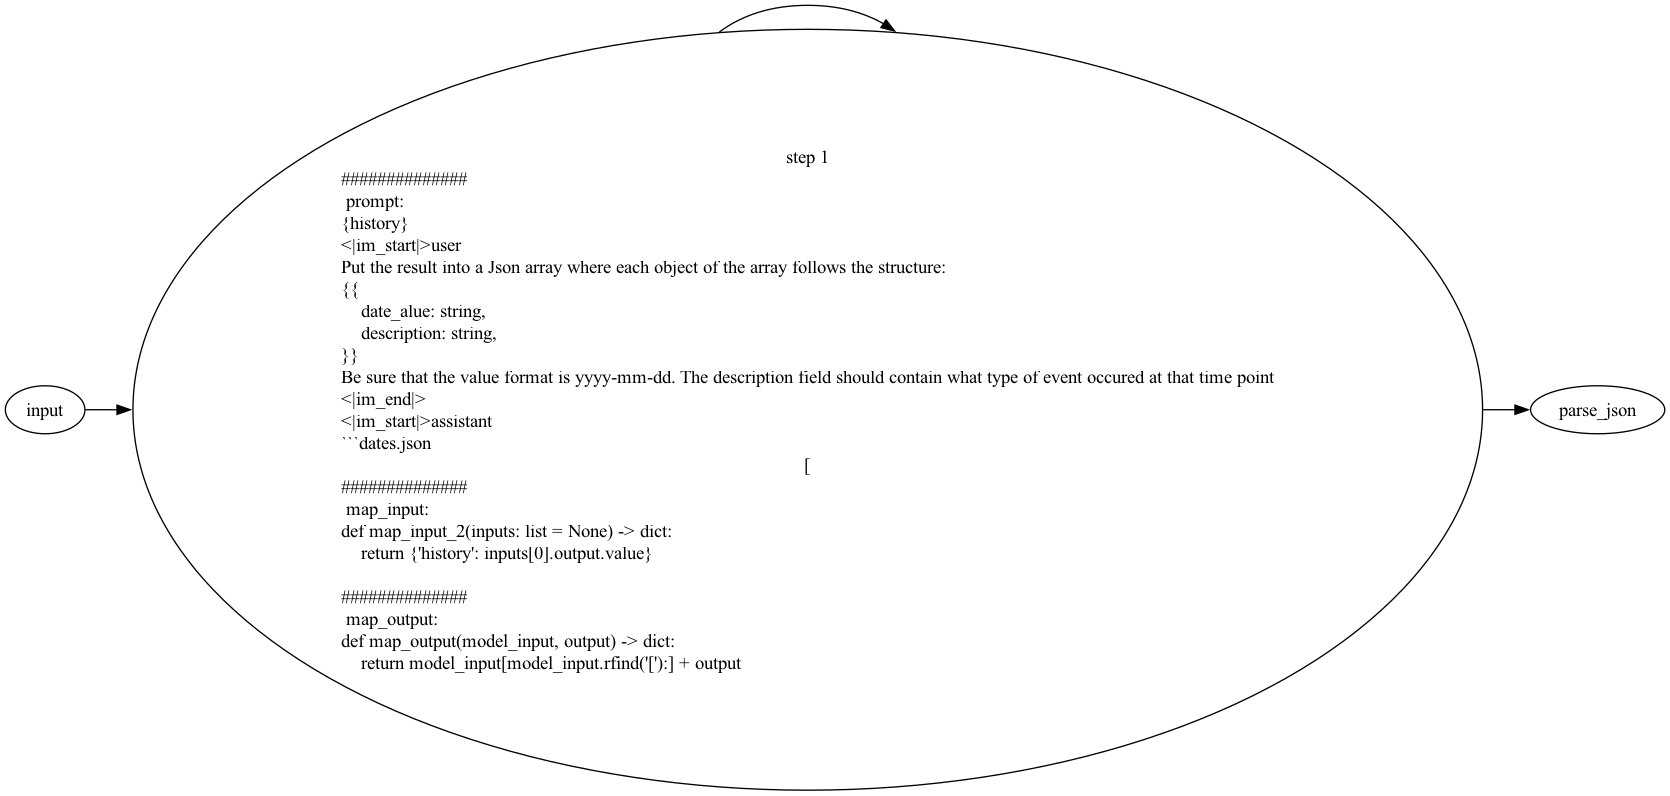 step 1
##############
prompt:
{history}
<|im_start|>user
Put the result into a Json array where each object of the array follows the structure:
{{
date_alue: string,
description: string,
}}
Be sure that the value format is yyyy-mm-dd. The description field should contain what type of event occured at that time point
<|im_end|>
<|im_start|>assistant
```dates.json
[
##############
map_input:
def map_input_2(inputs: list = None) -> dict:
return {'history': inputs[0].output.value}
##############
map_output:
def map_output(model_input, output) -> dict:
return model_input[model_input.rfind('['):] + output
input
parse_json